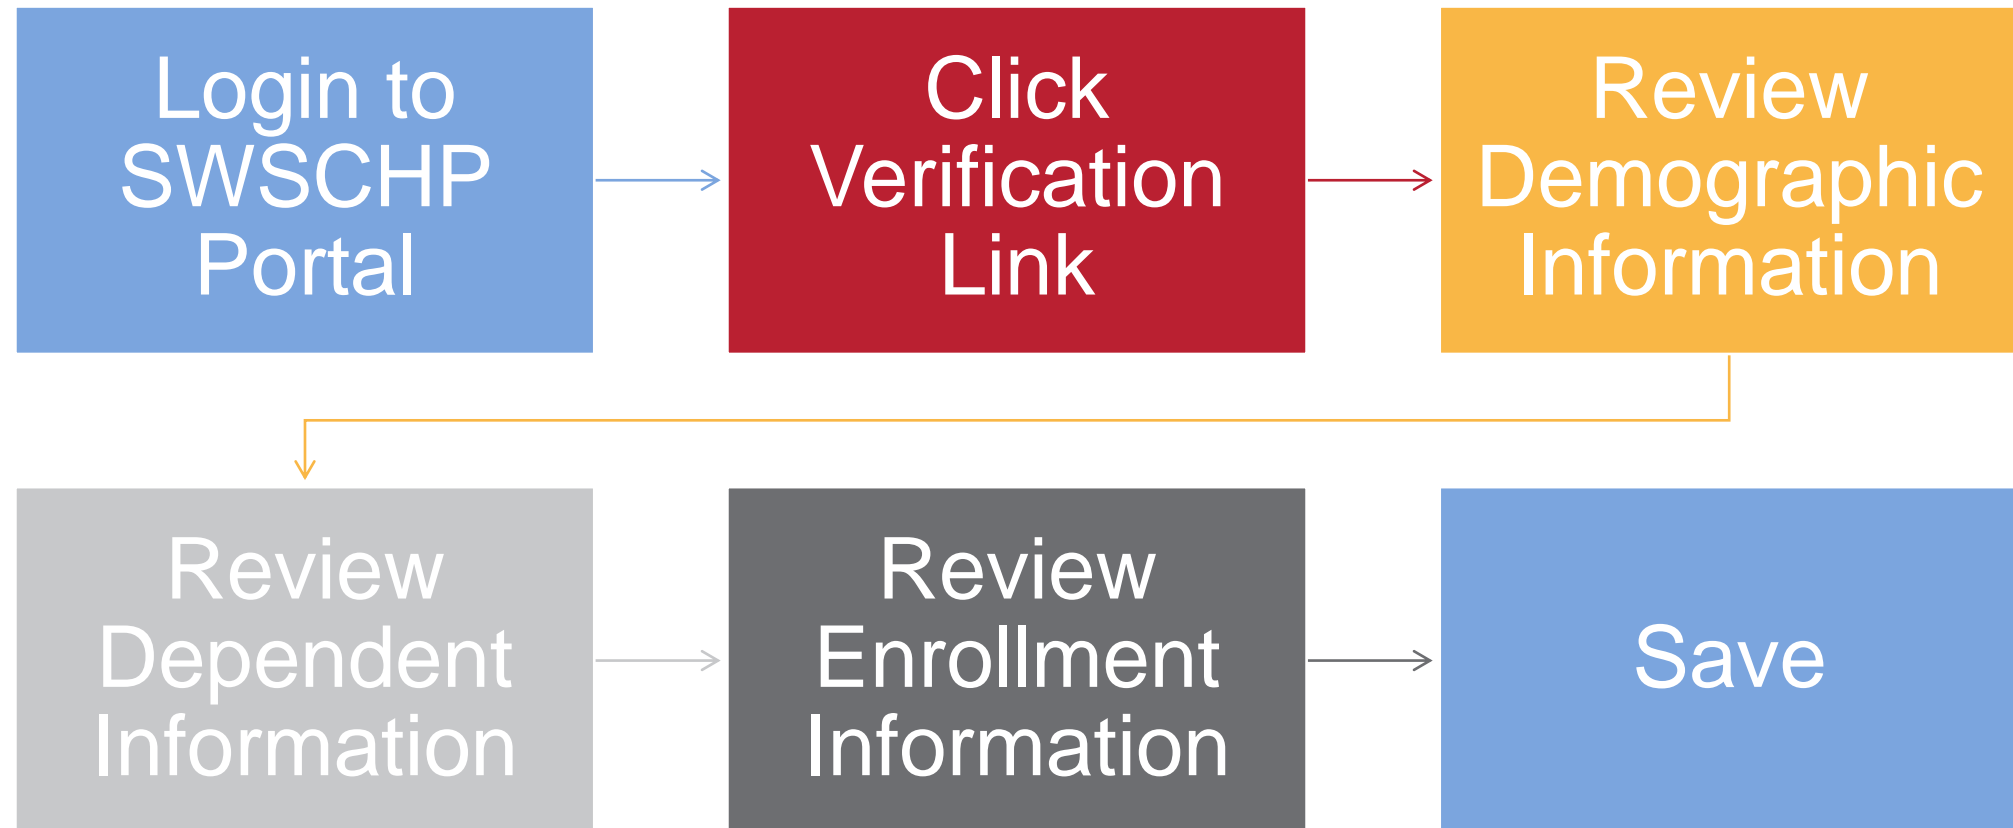 Login to
SWSCHP
Portal
Click
Verification
Link
Review
Demographic
Information
Review
Dependent
Information
Review
Enrollment
Information
Save